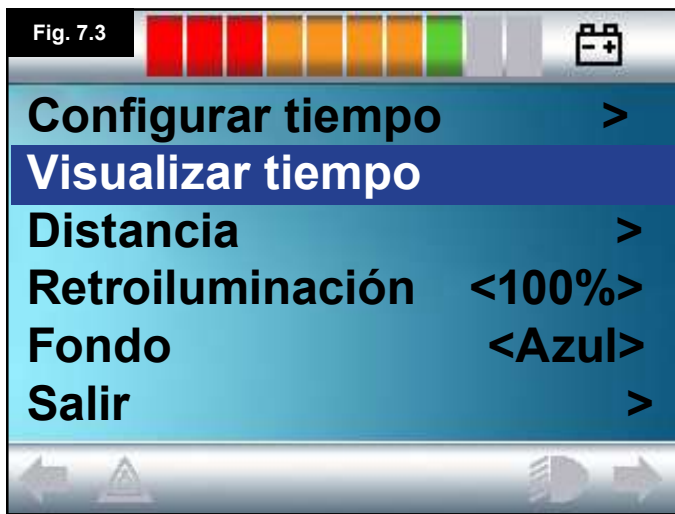 Fig. 7.3
Configurar tiempo >
Visualizar tiempo
Distancia >
Retroiluminación <100%>
Fondo <Azul>
Salir >